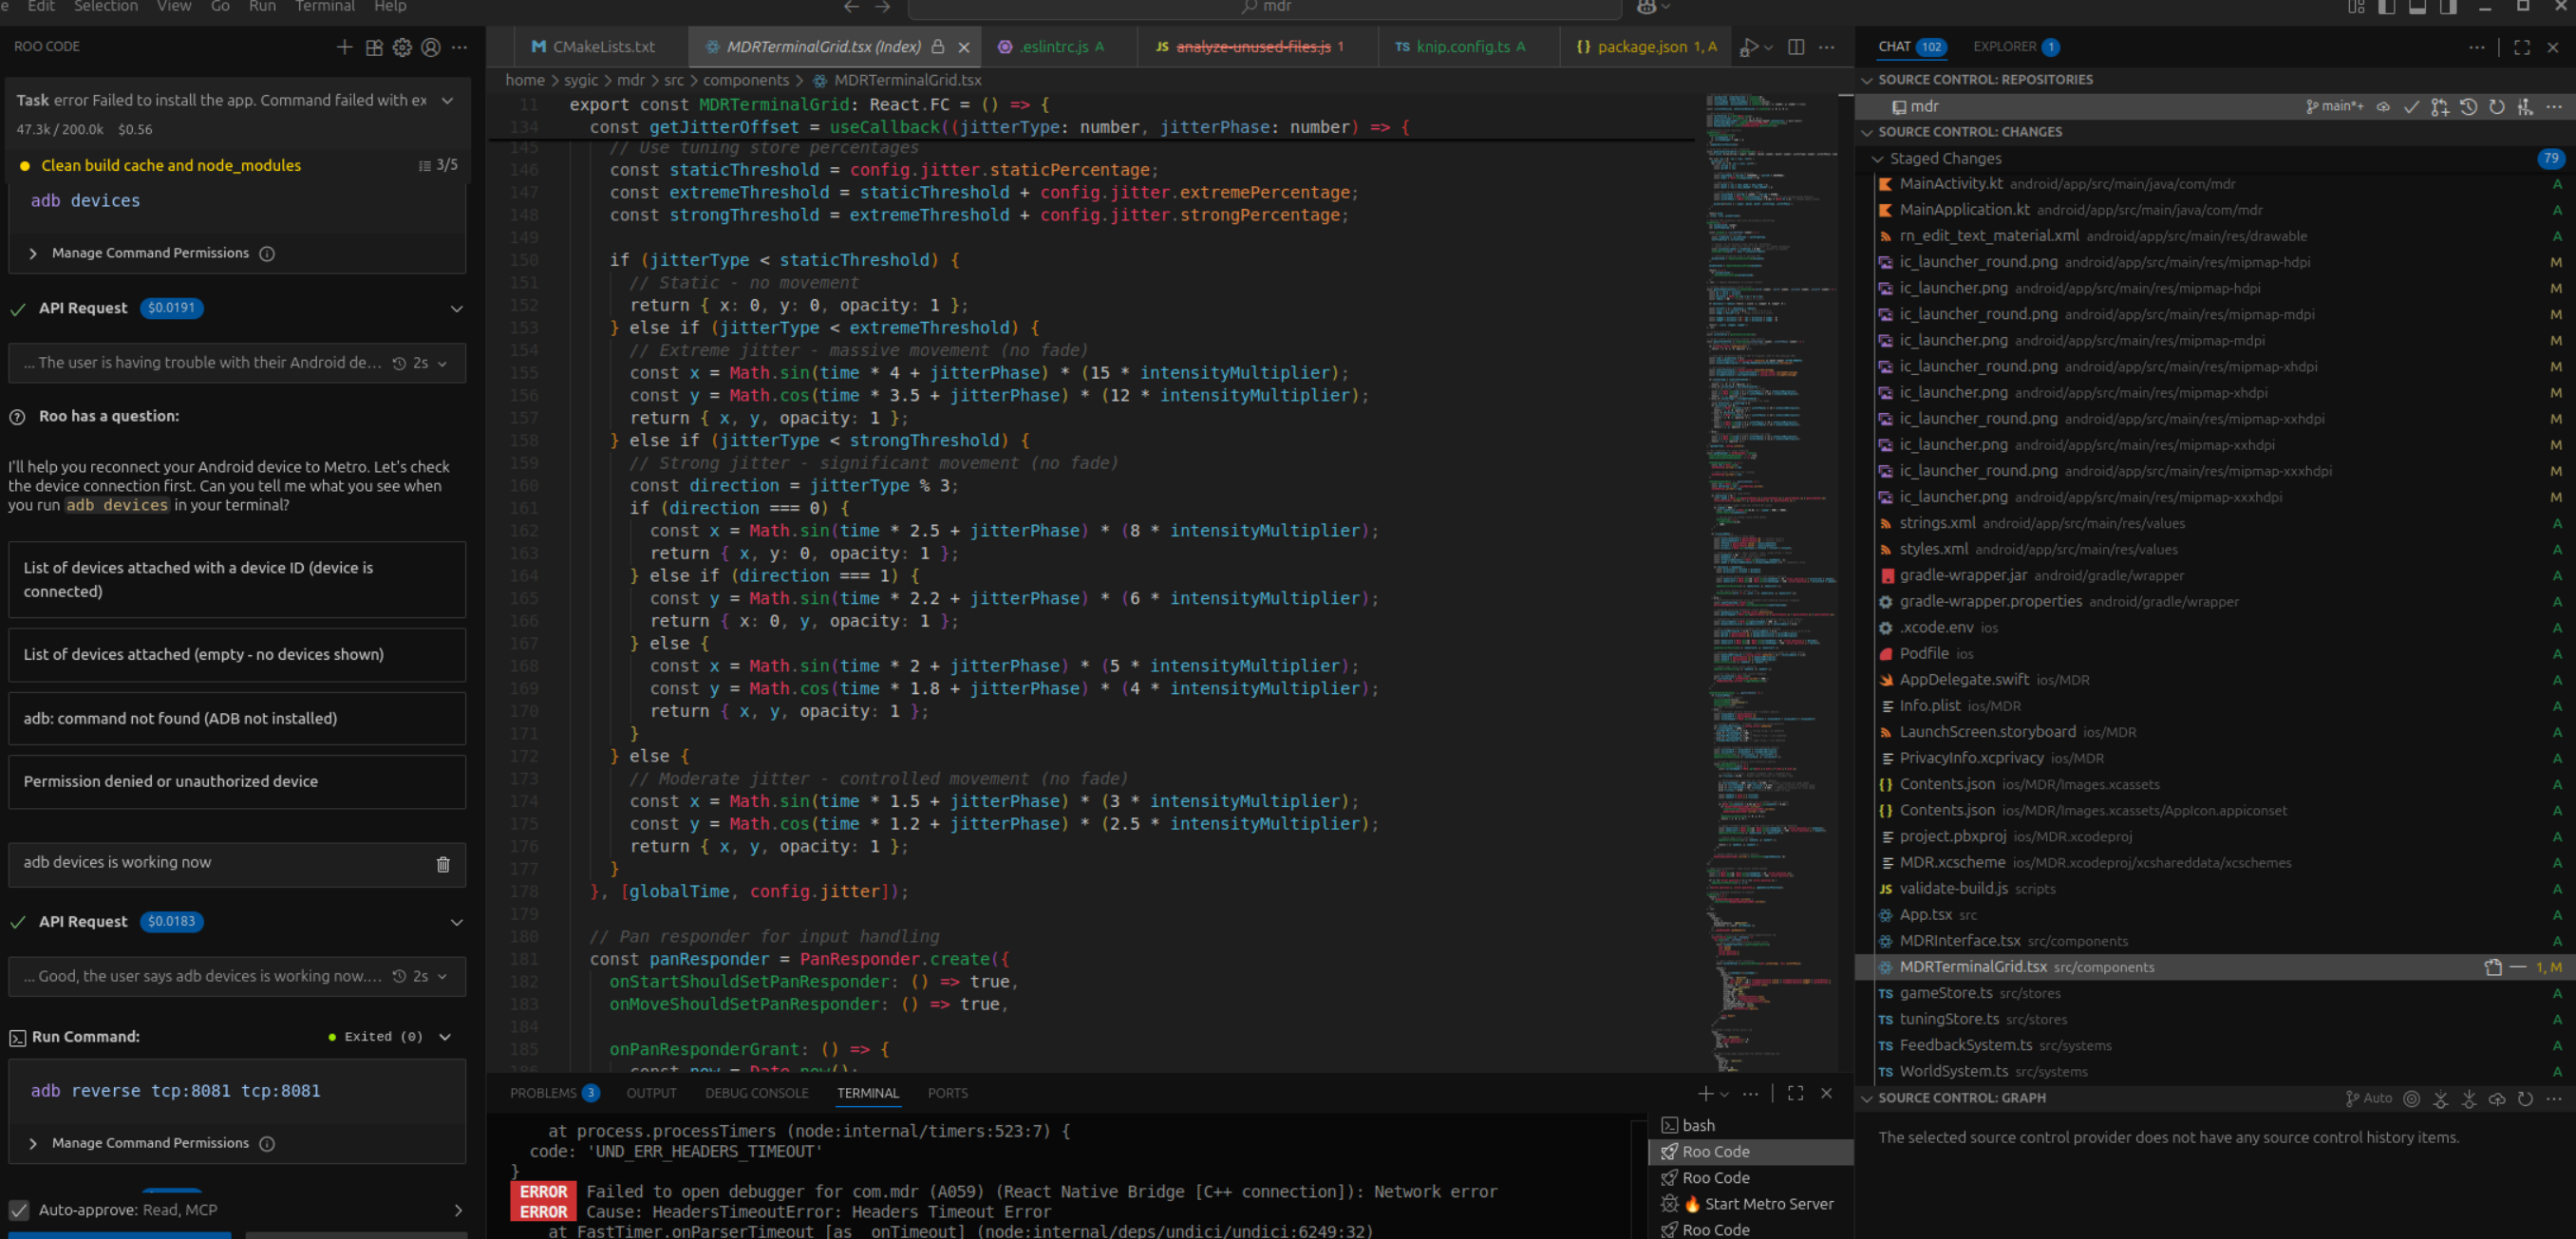 e Edit Selection View Go Run Terminal Help
mdr
ROO CODE
Task error Failed to install the app. Command failed with ex
47.3k / 200.0k $0.56
Clean build cache and node_modules 3/5
adb devices
Manage Command Permissions
API Request $0.0191
... The user is having trouble with their Android de... 2s
Roo has a question:
I'll help you reconnect your Android device to Metro. Let's check
the device connection first. Can you tell me what you see when
you run adb devices in your terminal?
List of devices attached with a device ID (device is
connected)
List of devices attached (empty - no devices shown)
adb: command not found (ADB not installed)
Permission denied or unauthorized device
adb devices is working now
API Request $0.0183
... Good, the user says adb devices is working now.... 2s
Run Command: Exited (0)
adb reverse tcp:8081 tcp:8081
Manage Command Permissions
Auto-approve: Read, MCP
CMakeLists.txt MDRTerminalGrid.tsx (Index) .eslintrc.js A analyze-unused-files.js 1 knip.config.ts A package.json 1, A
home > sygic > mdr > src > components > MDRTerminalGrid.tsx
11 export const MDRTerminalGrid: React.FC = () => {
134 const getJitterOffset = useCallback((jitterType: number, jitterPhase: number) => {
145 // Use tuning store percentages
146 const staticThreshold = config.jitter.staticPercentage;
147 const extremeThreshold = staticThreshold + config.jitter.extremePercentage;
148 const strongThreshold = extremeThreshold + config.jitter.strongPercentage;
149
150 if (jitterType < staticThreshold) {
151 // Static - no movement
152 return { x: 0, y: 0, opacity: 1 };
153 } else if (jitterType < extremeThreshold) {
154 // Extreme jitter - massive movement (no fade)
155 const x = Math.sin(time * 4 + jitterPhase) * (15 * intensityMultiplier);
156 const y = Math.cos(time * 3.5 + jitterPhase) * (12 * intensityMultiplier);
157 return { x, y, opacity: 1 };
158 } else if (jitterType < strongThreshold) {
159 // Strong jitter - significant movement (no fade)
160 const direction = jitterType % 3;
161 if (direction === 0) {
162 const x = Math.sin(time * 2.5 + jitterPhase) * (8 * intensityMultiplier);
163 return { x, y: 0, opacity: 1 };
164 } else if (direction === 1) {
165 const y = Math.sin(time * 2.2 + jitterPhase) * (6 * intensityMultiplier);
166 return { x: 0, y, opacity: 1 };
167 } else {
168 const x = Math.sin(time * 2 + jitterPhase) * (5 * intensityMultiplier);
169 const y = Math.cos(time * 1.8 + jitterPhase) * (4 * intensityMultiplier);
170 return { x, y, opacity: 1 };
171 }
172 } else {
173 // Moderate jitter - controlled movement (no fade)
174 const x = Math.sin(time * 1.5 + jitterPhase) * (3 * intensityMultiplier);
175 const y = Math.cos(time * 1.2 + jitterPhase) * (2.5 * intensityMultiplier);
176 return { x, y, opacity: 1 };
177 }
178 }, [globalTime, config.jitter]);
179
180 // Pan responder for input handling
181 const panResponder = PanResponder.create({
182 onStartShouldSetPanResponder: () => true,
183 onMoveShouldSetPanResponder: () => true,
184
185 onPanResponderGrant: () => {
186 const now = Date.now();
PROBLEMS 3 OUTPUT DEBUG CONSOLE TERMINAL PORTS
at process.processTimers (node:internal/timers:523:7) {
code: 'UND_ERR_HEADERS_TIMEOUT'
}
ERROR Failed to open debugger for com.mdr (A059) (React Native Bridge [C++ connection]): Network error
ERROR Cause: HeadersTimeoutError: Headers Timeout Error
at FastTimer.onParserTimeout [as _onTimeout] (node:internal/deps/undici/undici:6249:32)
bash
Roo Code
Roo Code
Start Metro Server
Roo Code
CHAT 102 EXPLORER 1
SOURCE CONTROL: REPOSITORIES
mdr main*+
SOURCE CONTROL: CHANGES
Staged Changes 79
MainActivity.kt android/app/src/main/java/com/mdr A
MainApplication.kt android/app/src/main/java/com/mdr A
rn_edit_text_material.xml android/app/src/main/res/drawable A
ic_launcher_round.png android/app/src/main/res/mipmap-hdpi M
ic_launcher.png android/app/src/main/res/mipmap-hdpi M
ic_launcher_round.png android/app/src/main/res/mipmap-mdpi M
ic_launcher.png android/app/src/main/res/mipmap-mdpi M
ic_launcher_round.png android/app/src/main/res/mipmap-xhdpi M
ic_launcher.png android/app/src/main/res/mipmap-xhdpi M
ic_launcher_round.png android/app/src/main/res/mipmap-xxhdpi M
ic_launcher.png android/app/src/main/res/mipmap-xxhdpi M
ic_launcher_round.png android/app/src/main/res/mipmap-xxxhdpi M
ic_launcher.png android/app/src/main/res/mipmap-xxxhdpi M
strings.xml android/app/src/main/res/values A
styles.xml android/app/src/main/res/values A
gradle-wrapper.jar android/gradle/wrapper A
gradle-wrapper.properties android/gradle/wrapper A
.xcode.env ios A
Podfile ios A
AppDelegate.swift ios/MDR A
Info.plist ios/MDR A
LaunchScreen.storyboard ios/MDR A
PrivacyInfo.xcprivacy ios/MDR A
Contents.json ios/MDR/Images.xcassets A
Contents.json ios/MDR/Images.xcassets/AppIcon.appiconset A
project.pbxproj ios/MDR.xcodeproj A
MDR.xcscheme ios/MDR.xcodeproj/xcshareddata/xcschemes A
validate-build.js scripts A
App.tsx src A
MDRInterface.tsx src/components A
MDRTerminalGrid.tsx src/components 1, M
gameStore.ts src/stores A
tuningStore.ts src/stores A
FeedbackSystem.ts src/systems A
WorldSystem.ts src/systems A
SOURCE CONTROL: GRAPH Auto
The selected source control provider does not have any source control history items.